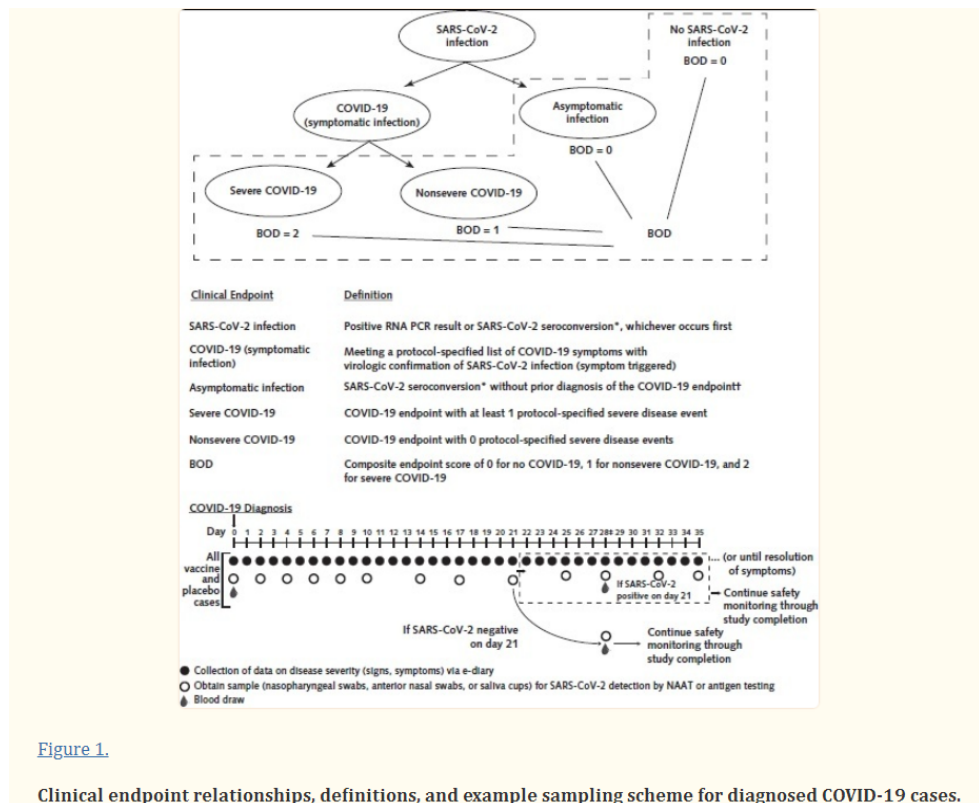 SARS-CoV-2
infection
No SARS-CoV-2
infection
BOD = 0
COVID-19
(symptomatic infection)
Asymptomatic
infection
BOD = 0
Severe COVID-19
Nonsevere COVID-19
BOD = 2
BOD = 1
BOD
Clinical Endpoint Definition
SARS-CoV-2 infection Positive RNA PCR result or SARS-CoV-2 seroconversion*, whichever occurs first
COVID-19 (symptomatic
infection)
Meeting a protocol-specified list of COVID-19 symptoms with
virologic confirmation of SARS-CoV-2 infection (symptom triggered)
Asymptomatic infection SARS-CoV-2 seroconversion* without prior diagnosis of the COVID-19 endpoint†
Severe COVID-19 COVID-19 endpoint with at least 1 protocol-specified severe disease event
Nonsevere COVID-19 COVID-19 endpoint with 0 protocol-specified severe disease events
BOD Composite endpoint score of 0 for no COVID-19, 1 for nonsevere COVID-19, and 2
for severe COVID-19
COVID-19 Diagnosis
Day 0 1 2 3 4 5 6 7 8 9 10 11 12 13 14 15 16 17 18 19 20 21 22 23 24 25 26 27 28‡ 29 30 31 32 33 34 35
All
vaccine
and
placebo
cases
... (or until resolution
of symptoms)
If SARS-CoV-2
positive on day 21
Continue safety
monitoring through
study completion
If SARS-CoV-2 negative
on day 21
Continue safety
monitoring through
study completion
Collection of data on disease severity (signs, symptoms) via e-diary
Obtain sample (nasopharyngeal swabs, anterior nasal swabs, or saliva cups) for SARS-CoV-2 detection by NAAT or antigen testing
Blood draw
Figure 1.
Clinical endpoint relationships, definitions, and example sampling scheme for diagnosed COVID-19 cases.